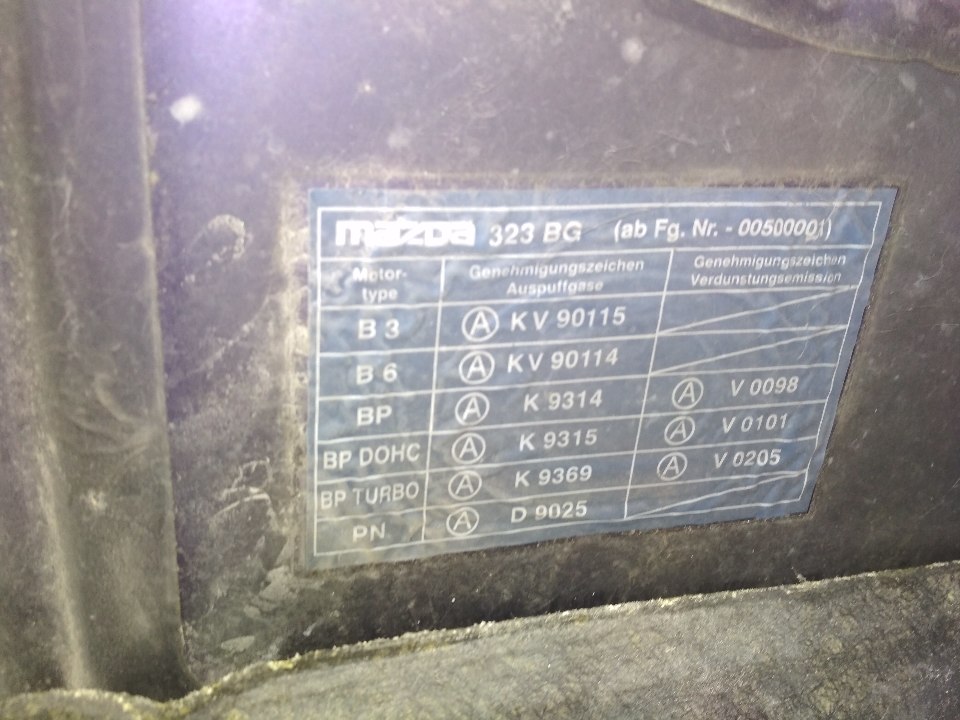 mazda 323 BG (ab Fg. Nr. - 00500001)
Motor-type Genehmigungszeichen Auspuffgase Genehmigungszeichen Verdunstungsemission
B 3 Ⓐ KV 90115
B 6 Ⓐ KV 90114
BP Ⓐ K 9314 Ⓐ V 0098
BP DOHC Ⓐ K 9315 Ⓐ V 0101
BP TURBO Ⓐ K 9369 Ⓐ V 0205
PN Ⓐ D 9025